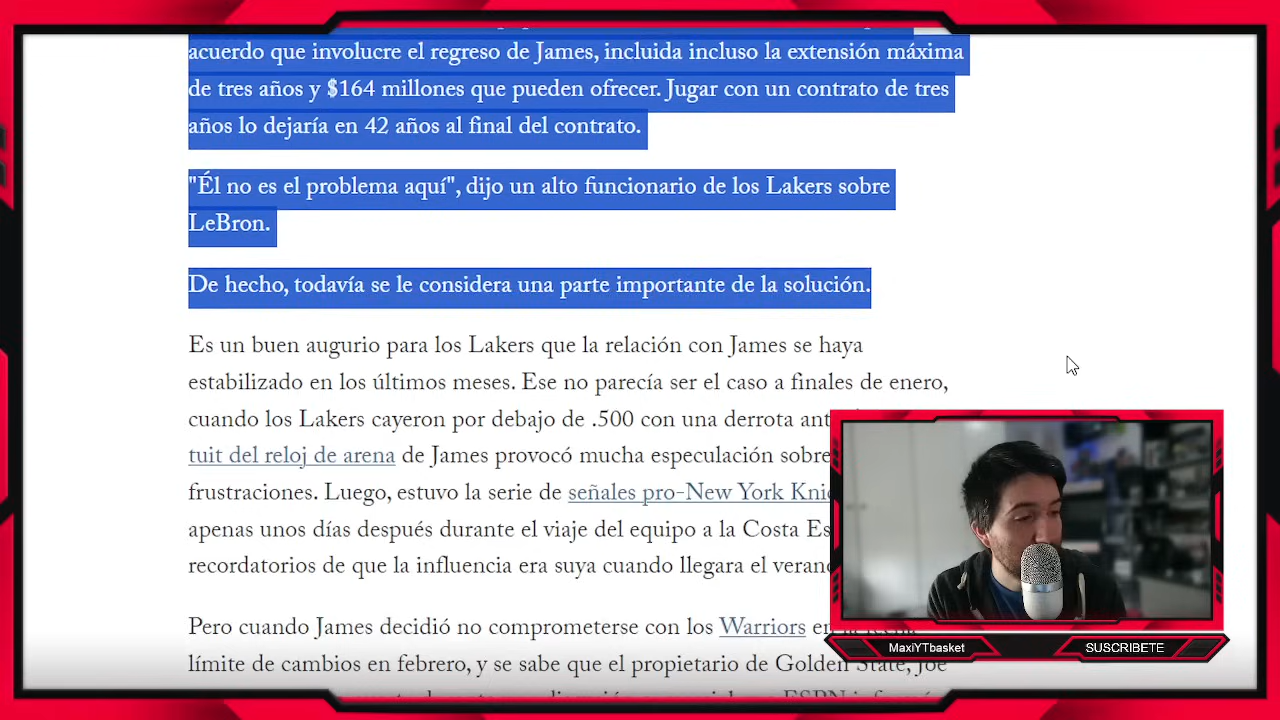 acuerdo que involucre el regreso de James, incluida incluso la extensión máxima
de tres años y $164 millones que pueden ofrecer. Jugar con un contrato de tres
años lo dejaría en 42 años al final del contrato.
"Él no es el problema aquí", dijo un alto funcionario de los Lakers sobre
LeBron.
De hecho, todavía se le considera una parte importante de la solución.
Es un buen augurio para los Lakers que la relación con James se haya
estabilizado en los últimos meses. Ese no parecía ser el caso a finales de enero,
cuando los Lakers cayeron por debajo de .500 con una derrota
tuit del reloj de arena de James provocó mucha especulación sobre
frustraciones. Luego, estuvo la serie de señales pro-New York
apenas unos días después durante el viaje del equipo a la Costa
recordatorios de que la influencia era suya cuando llegara el
Pero cuando James decidió no comprometerse con los Warriors en la
límite de cambios en febrero, y se sabe que el propietario de Golden State, Joe
MaxiYTbasket
SUSCRIBETE